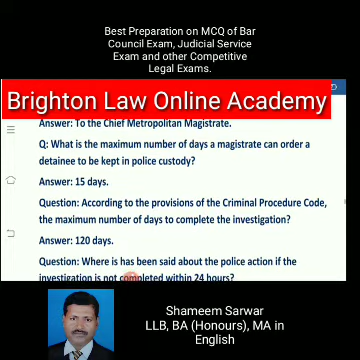 Best Preparation on MCQ of Bar
Council Exam, Judicial Service
Exam and other Competitive
Legal Exams.
Brighton Law Online Academy
Answer: To the Chief Metropolitan Magistrate.
Q: What is the maximum number of days a magistrate can order a
detainee to be kept in police custody?
Answer: 15 days.
Question: According to the provisions of the Criminal Procedure Code,
the maximum number of days to complete the investigation?
Answer: 120 days.
Question: Where is has been said about the police action if the
investigation is not completed within 24 hours?
Shameem Sarwar
LLB, BA (Honours), MA in
English